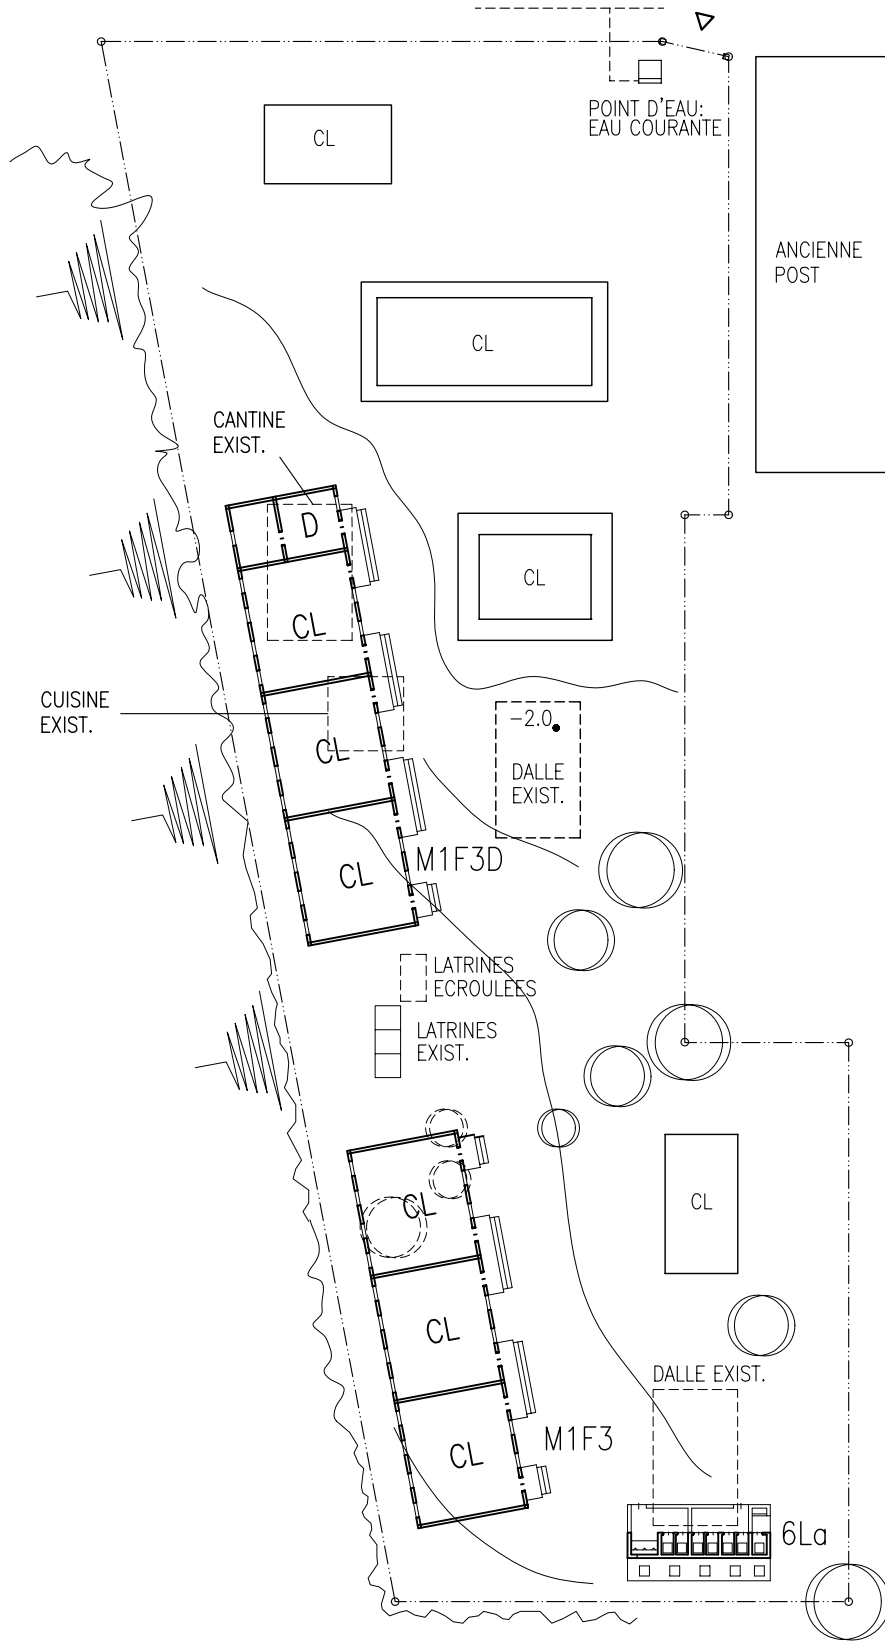 POINT D'EAU:
EAU COURANTE
CL
ANCIENNE
POST
CL
CANTINE
EXIST.
D
CL
CL
CUISINE
EXIST.
CL
-2.0
DALLE
EXIST.
M1F3D
CL
LATRINES
ECROULEES
LATRINES
EXIST.
CL
CL
CL
DALLE EXIST.
M1F3
CL
6La